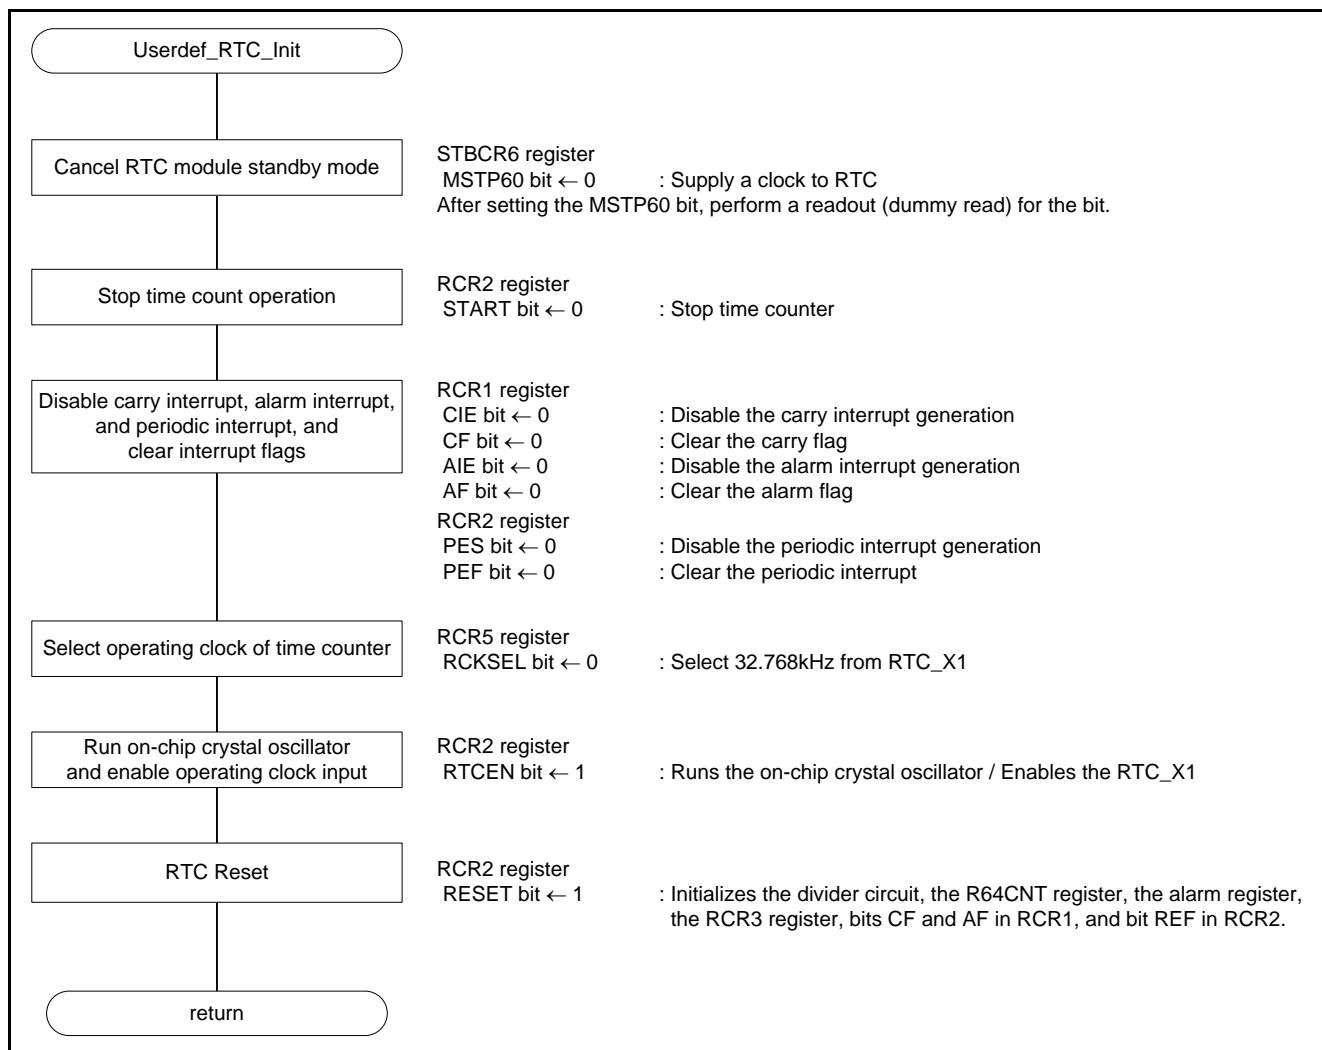 Userdef_RTC_Init
Cancel RTC module standby mode
STBCR6 register
MSTP60 bit ← 0 : Supply a clock to RTC
After setting the MSTP60 bit, perform a readout (dummy read) for the bit.
Stop time count operation
RCR2 register
START bit ← 0 : Stop time counter
Disable carry interrupt, alarm interrupt,
and periodic interrupt, and
clear interrupt flags
RCR1 register
CIE bit ← 0 : Disable the carry interrupt generation
CF bit ← 0 : Clear the carry flag
AIE bit ← 0 : Disable the alarm interrupt generation
AF bit ← 0 : Clear the alarm flag
RCR2 register
PES bit ← 0 : Disable the periodic interrupt generation
PEF bit ← 0 : Clear the periodic interrupt
Select operating clock of time counter
RCR5 register
RCKSEL bit ← 0 : Select 32.768kHz from RTC_X1
Run on-chip crystal oscillator
and enable operating clock input
RCR2 register
RTCEN bit ← 1 : Runs the on-chip crystal oscillator / Enables the RTC_X1
RTC Reset
RCR2 register
RESET bit ← 1 : Initializes the divider circuit, the R64CNT register, the alarm register,
the RCR3 register, bits CF and AF in RCR1, and bit REF in RCR2.
return